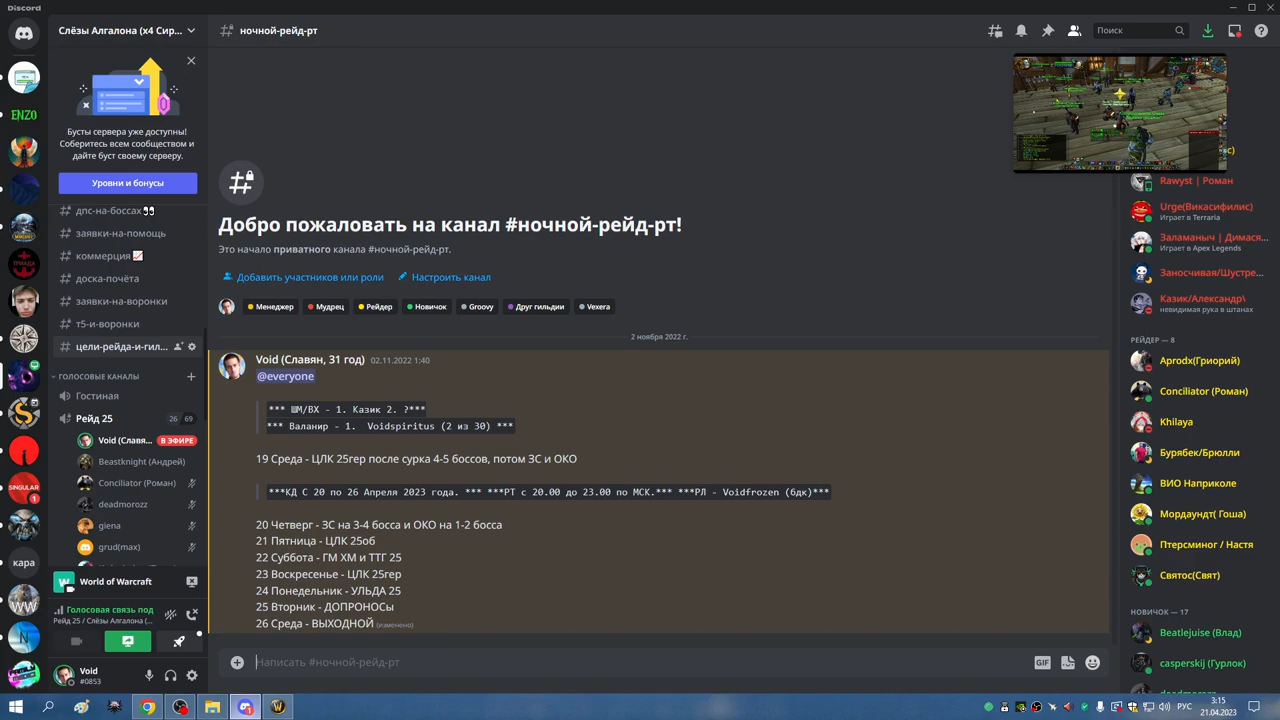 Discord
Слёзы Алгалона (x4 Сир...
ночной-рейд-рт
Поиск
ENZO
Бусты сервера уже доступны!
Соберитесь всем сообществом и
дайте буст своему серверу.
Уровни и бонусы
дпс-на-боссах
заявки-на-помощь
коммерция
доска-почёта
заявки-на-воронки
т5-и-воронки
цели-рейда-и-гил...
ГОЛОСОВЫЕ КАНАЛЫ
Гостиная
Рейд 25
26 69
Void (Славя...
В ЭФИРЕ
Beastknight (Андрей)
Conciliator (Роман)
deadmorozz
giena
grud(max)
World of Warcraft
Голосовая связь под
Рейд 25 / Слёзы Алгалона (...
Void
#0853
ТРИАДА
SINGULAR
1
кара
WW
Добро пожаловать на канал #ночной-рейд-рт!
Это начало приватного канала #ночной-рейд-рт.
Добавить участников или роли
Настроить канал
Менеджер
Мудрец
Рейдер
Новичок
Groovy
Друг гильдии
Vexera
2 ноября 2022 г.
Void (Славян, 31 год) 02.11.2022 1:40
@everyone
*** ШМ/ВХ - 1. Казик 2. ?***
*** Валанир - 1. Voidspiritus (2 из 30) ***
19 Среда - ЦЛК 25гер после сурка 4-5 боссов, потом ЗС и ОКО
***КД С 20 по 26 Апреля 2023 года. *** ***РТ с 20.00 до 23.00 по МСК.*** ***РЛ - Voidfrozen (бдк)***
20 Четверг - ЗС на 3-4 босса и ОКО на 1-2 босса
21 Пятница - ЦЛК 25об
22 Суббота - ГМ ХМ и ТТГ 25
23 Воскресенье - ЦЛК 25гер
24 Понедельник - УЛЬДА 25
25 Вторник - ДОПРОНОСы
26 Среда - ВЫХОДНОЙ (изменено)
Написать #ночной-рейд-рт
GIF
Rawyst | Роман
Urge(Викасифилис)
Играет в Terraria
Заламаныч | Димася...
Играет в Apex Legends
Заносчивая/Шустре...
Казик/Александр\
невидимая рука в штанах
РЕЙДЕР — 8
Aprodx(Гриорий)
Conciliator (Роман)
Khilaya
Бурябек/Брюлли
ВИО Наприколе
Мордаундт( Гоша)
Птерсминог / Настя
Святос(Свят)
НОВИЧОК — 17
Beatlejuise (Влад)
casperskij (Гурлок)
РУС
3:15
21.04.2023